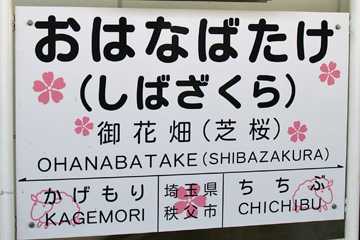 おはなばたけ
(しばざくら)
御花畑(芝桜)
OHANABATAKE(SHIBAZAKURA)
かげもり 埼玉県 ちちぶ
KAGEMORI 秩父市 CHICHIBU